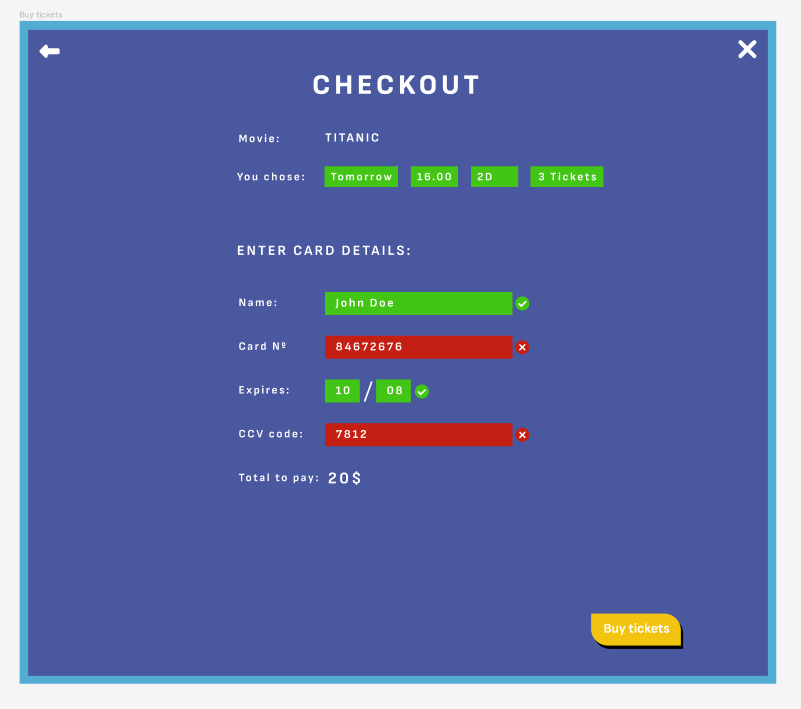 Buy tickets
CHECKOUT
Movie: TITANIC
You chose: Tomorrow 16.00 2D 3 Tickets
ENTER CARD DETAILS:
Name: John Doe
Card Nº 84672676
Expires: 10 / 08
CCV code: 7812
Total to pay: 20$
Buy tickets